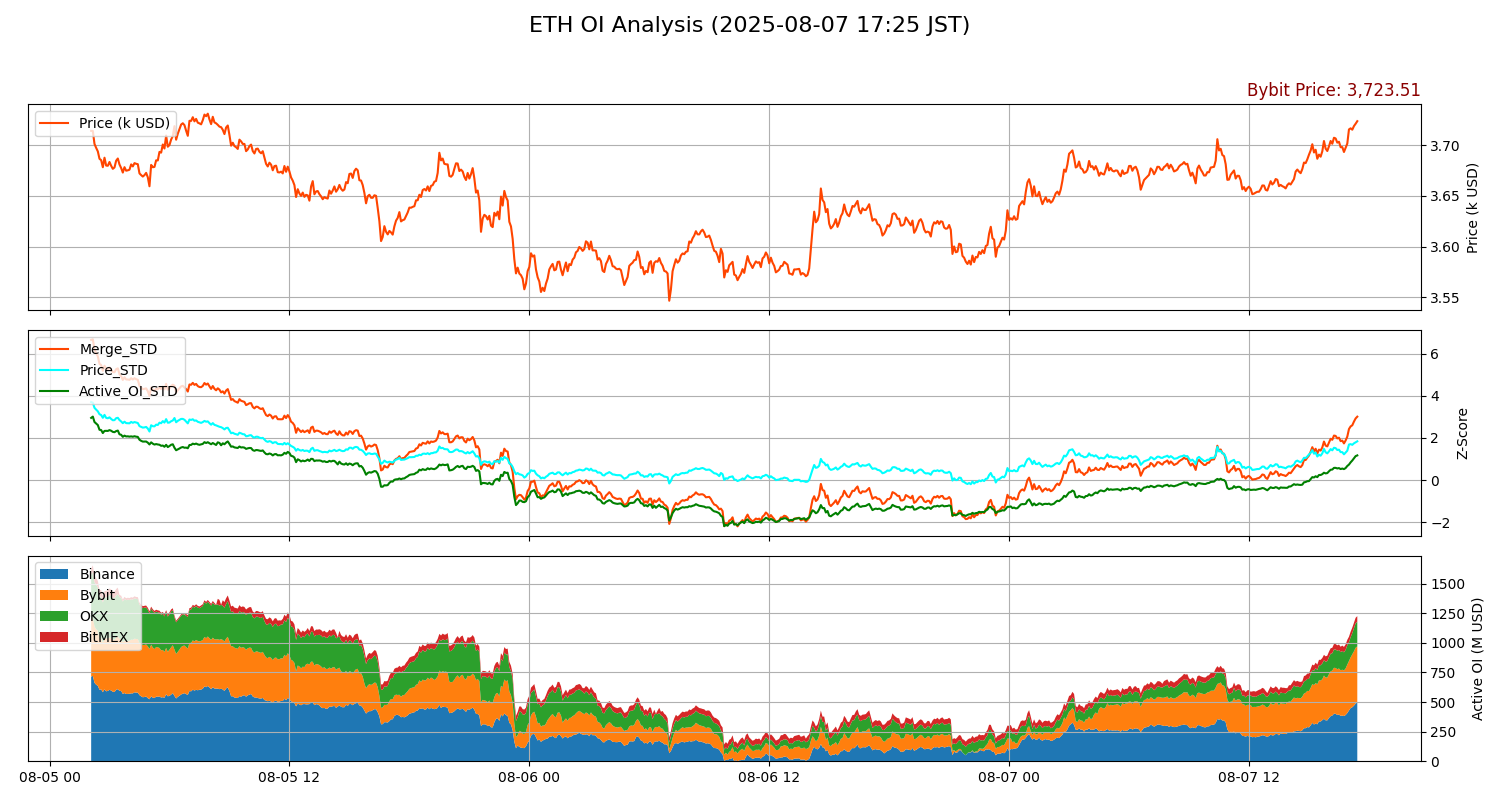 ETH OI Analysis (2025-08-07 17:25 JST)
Bybit Price: 3,723.51
Price (k USD)
3.70
3.65
3.60
3.55
Price (k USD)
Merge_STD
Price_STD
Active_OI_STD
6
4
2
0
−2
Z-Score
Binance
Bybit
OKX
BitMEX
1500
1250
1000
750
500
250
0
Active OI (M USD)
08-05 00
08-05 12
08-06 00
08-06 12
08-07 00
08-07 12